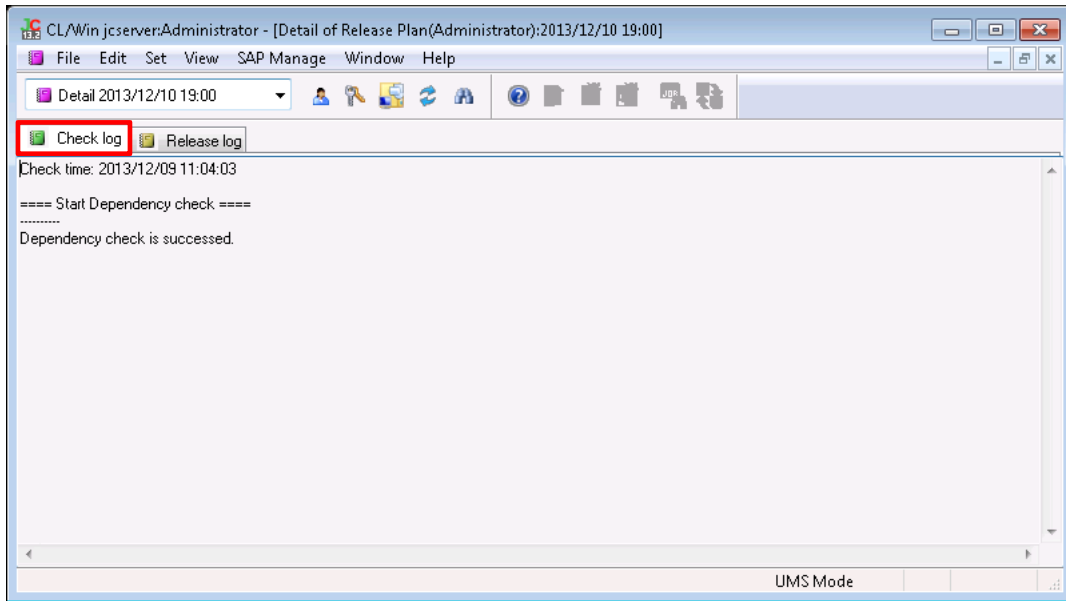 CL/Win jcserver:Administrator - [Detail of Release Plan(Administrator):2013/12/10 19:00]
File Edit Set View SAP Manage Window Help
Detail 2013/12/10 19:00
Check log Release log
Check time: 2013/12/09 11:04:03
==== Start Dependency check ====
----------
Dependency check is successed.
UMS Mode